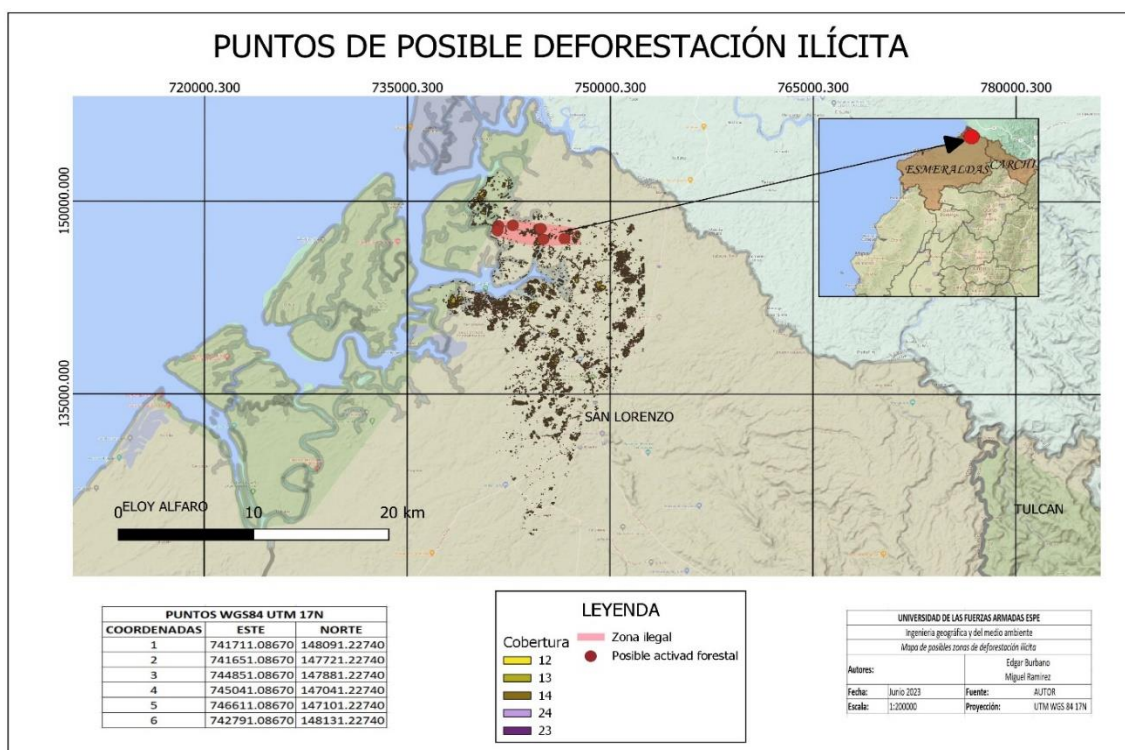 PUNTOS DE POSIBLE DEFORESTACIÓN ILÍCITA
720000.300 735000.300 750000.300 765000.300 780000.300
150000.000
135000.000
ESMERALDAS
CARCHI
SAN LORENZO
ELOY ALFARO
TULCAN
0 10 20 km
PUNTOS WGS84 UTM 17N
COORDENADAS ESTE NORTE
1 741711.08670 148091.22740
2 741651.08670 147721.22740
3 744851.08670 147881.22740
4 745041.08670 147041.22740
5 746611.08670 147101.22740
6 742791.08670 148131.22740
LEYENDA
Cobertura
12
13
14
24
23
Zona ilegal
Posible activad forestal
UNIVERSIDAD DE LAS FUERZAS ARMADAS ESPE
Ingeniería geográfica y del medio ambiente
Mapa de posibles zonas de deforestación ilícita
Autores: Edgar Burbano
Miguel Ramirez
Fecha: Junio 2023 Fuente: AUTOR
Escala: 1:200000 Proyección: UTM WGS 84 17N